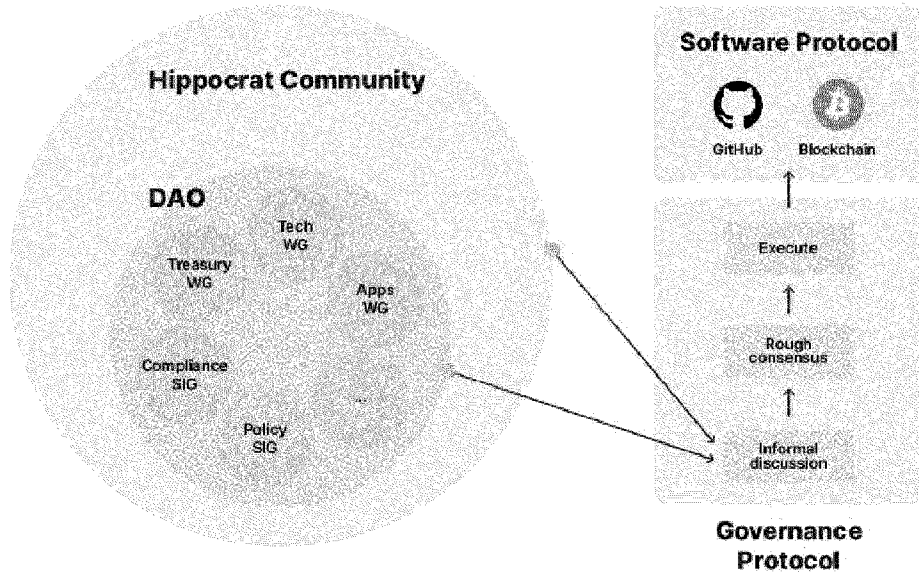 Hippocrat Community
DAO
Tech
WG
Treasury
WG
Apps
WG
Compliance
SIG
...
Policy
SIG
Software Protocol
GitHub
Blockchain
Execute
Rough
consensus
Informal
discussion
Governance
Protocol